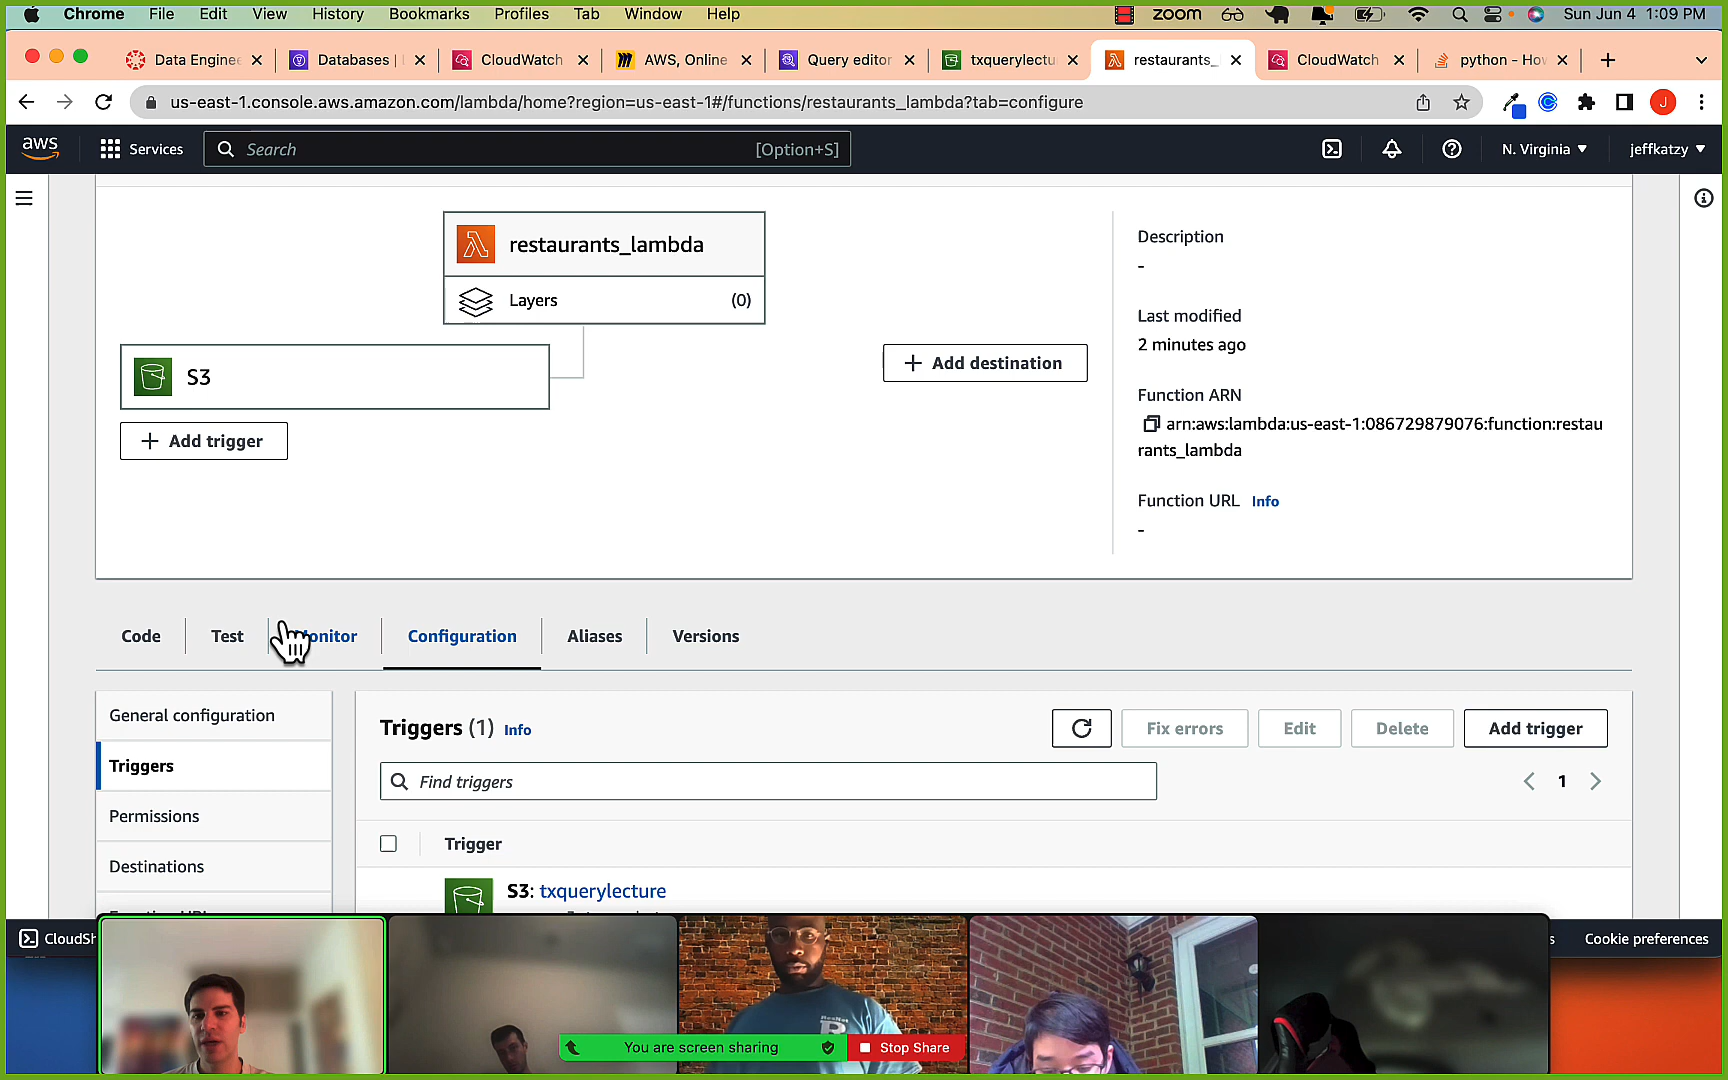 Chrome File Edit View History Bookmarks Profiles Tab Window Help zoom Sun Jun 4 1:09 PM
Data Enginee Databases | CloudWatch AWS, Online Query editor txquerylectu restaurants_ CloudWatch python - How
us-east-1.console.aws.amazon.com/lambda/home?region=us-east-1#/functions/restaurants_lambda?tab=configure J
aws Services Search [Option+S] N. Virginia jeffkatzy
restaurants_lambda
Layers (0)
S3
+ Add trigger
+ Add destination
Description
-
Last modified
2 minutes ago
Function ARN
arn:aws:lambda:us-east-1:086729879076:function:restau
rants_lambda
Function URL Info
-
Code Test Monitor Configuration Aliases Versions
General configuration
Triggers
Permissions
Destinations
Triggers (1) Info Fix errors Edit Delete Add trigger
Find triggers 1
Trigger
S3: txquerylecture
CloudSh Cookie preferences
You are screen sharing Stop Share